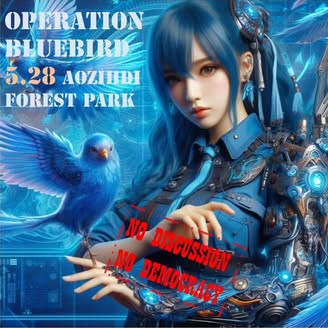 OPERATION
BLUEBIRD
5.28 AOZIHDI
FOREST PARK
NO DISCUSSION
NO DEMOCRACY